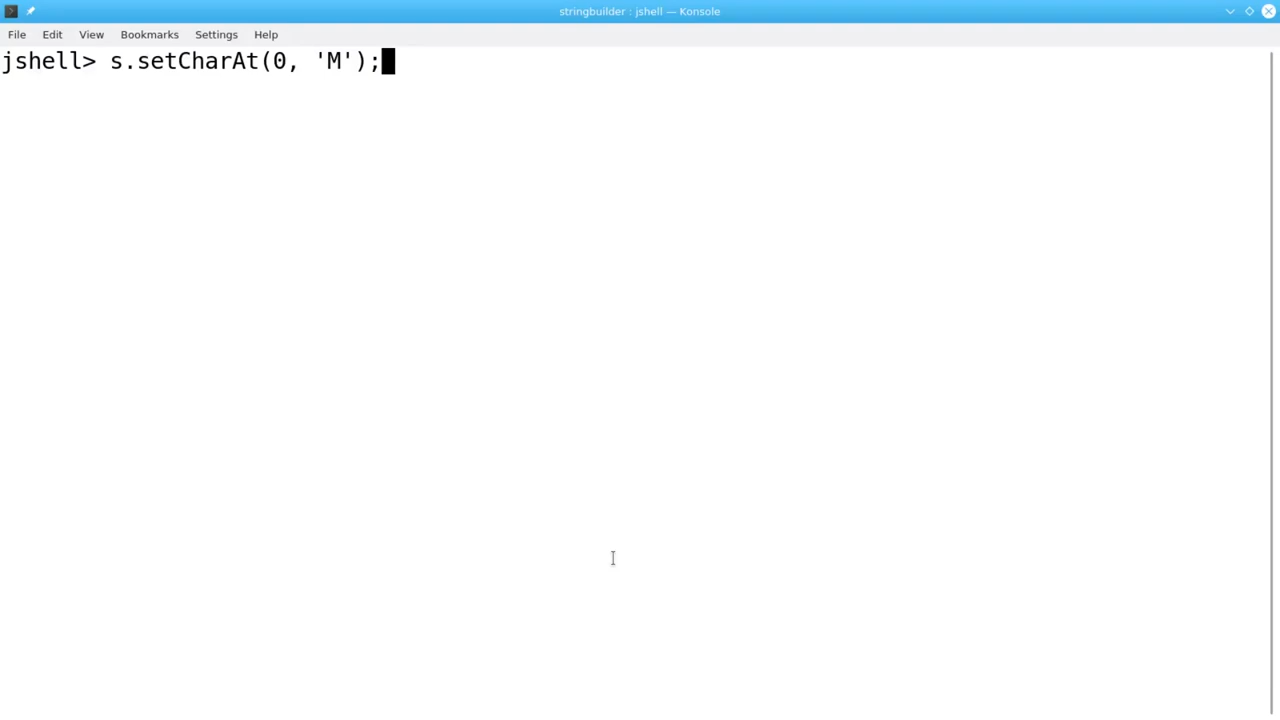 stringbuilder : jshell — Konsole
File Edit View Bookmarks Settings Help
jshell> s.setCharAt(0, 'M');